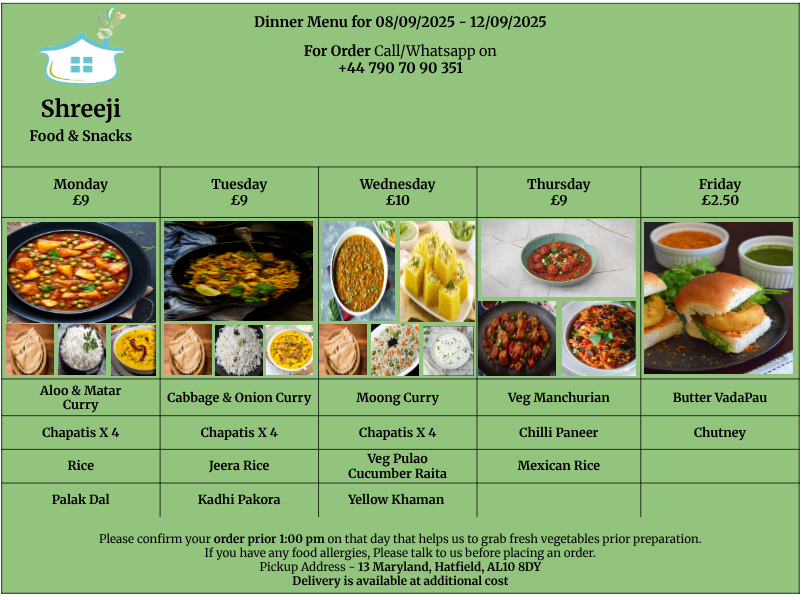 Dinner Menu for 08/09/2025 - 12/09/2025
For Order Call/Whatsapp on
+44 790 70 90 351
Shreeji
Food & Snacks
Monday
£9
Tuesday
£9
Wednesday
£10
Thursday
£9
Friday
£2.50
Aloo & Matar
Curry
Cabbage & Onion Curry
Moong Curry
Veg Manchurian
Butter VadaPau
Chapatis X 4
Chapatis X 4
Chapatis X 4
Chilli Paneer
Chutney
Rice
Jeera Rice
Veg Pulao
Cucumber Raita
Mexican Rice
Palak Dal
Kadhi Pakora
Yellow Khaman
Please confirm your order prior 1:00 pm on that day that helps us to grab fresh vegetables prior preparation.
If you have any food allergies, Please talk to us before placing an order.
Pickup Address - 13 Maryland, Hatfield, AL10 8DY
Delivery is available at additional cost